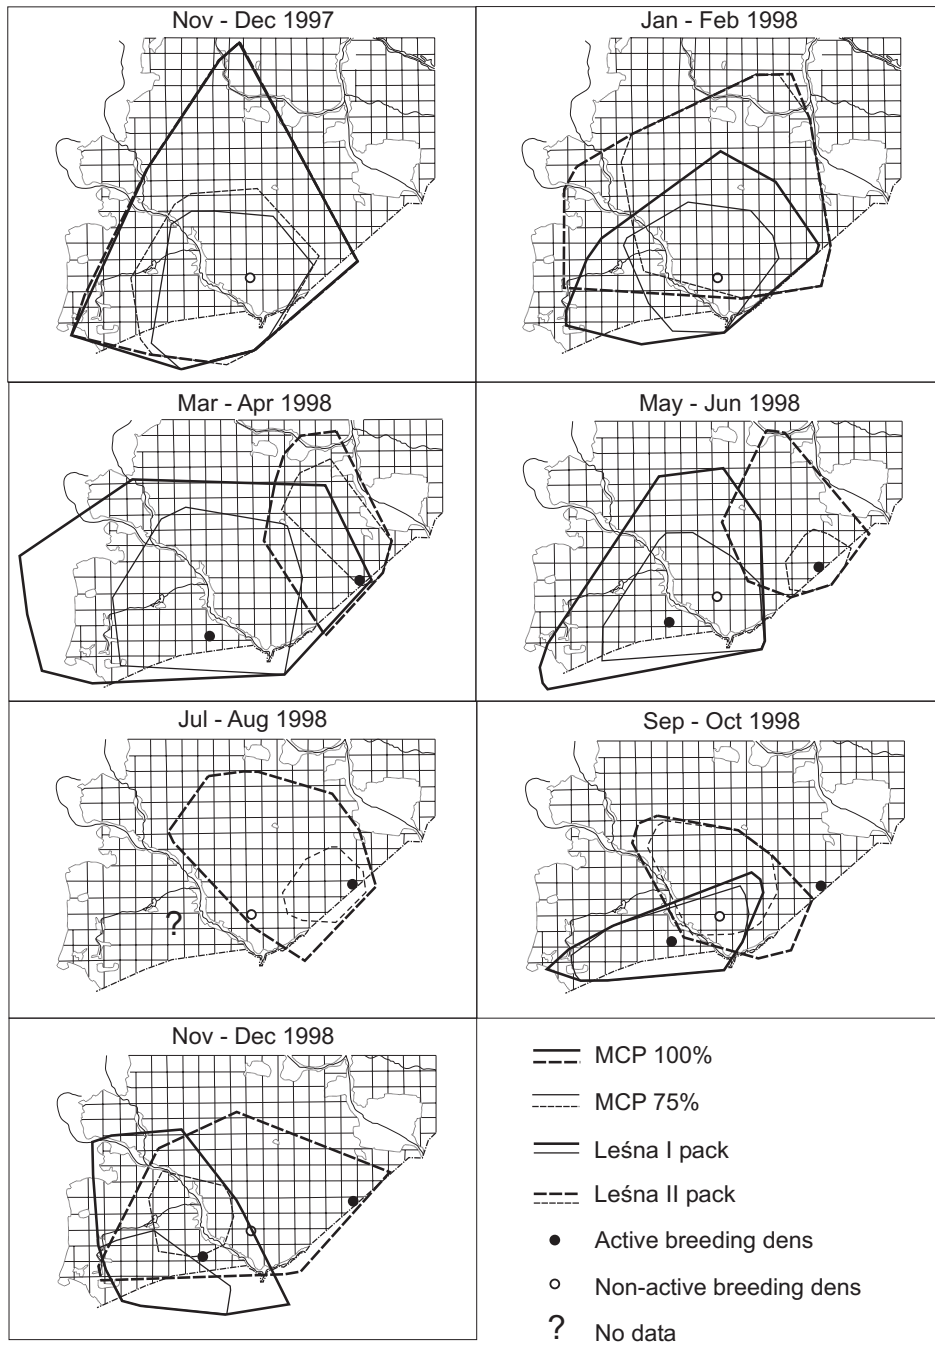 Nov - Dec 1997
Jan - Feb 1998
Mar - Apr 1998
May - Jun 1998
Jul - Aug 1998
Sep - Oct 1998
?
Nov - Dec 1998
MCP 100%
MCP 75%
Leśna I pack
Leśna II pack
Active breeding dens
Non-active breeding dens
? No data